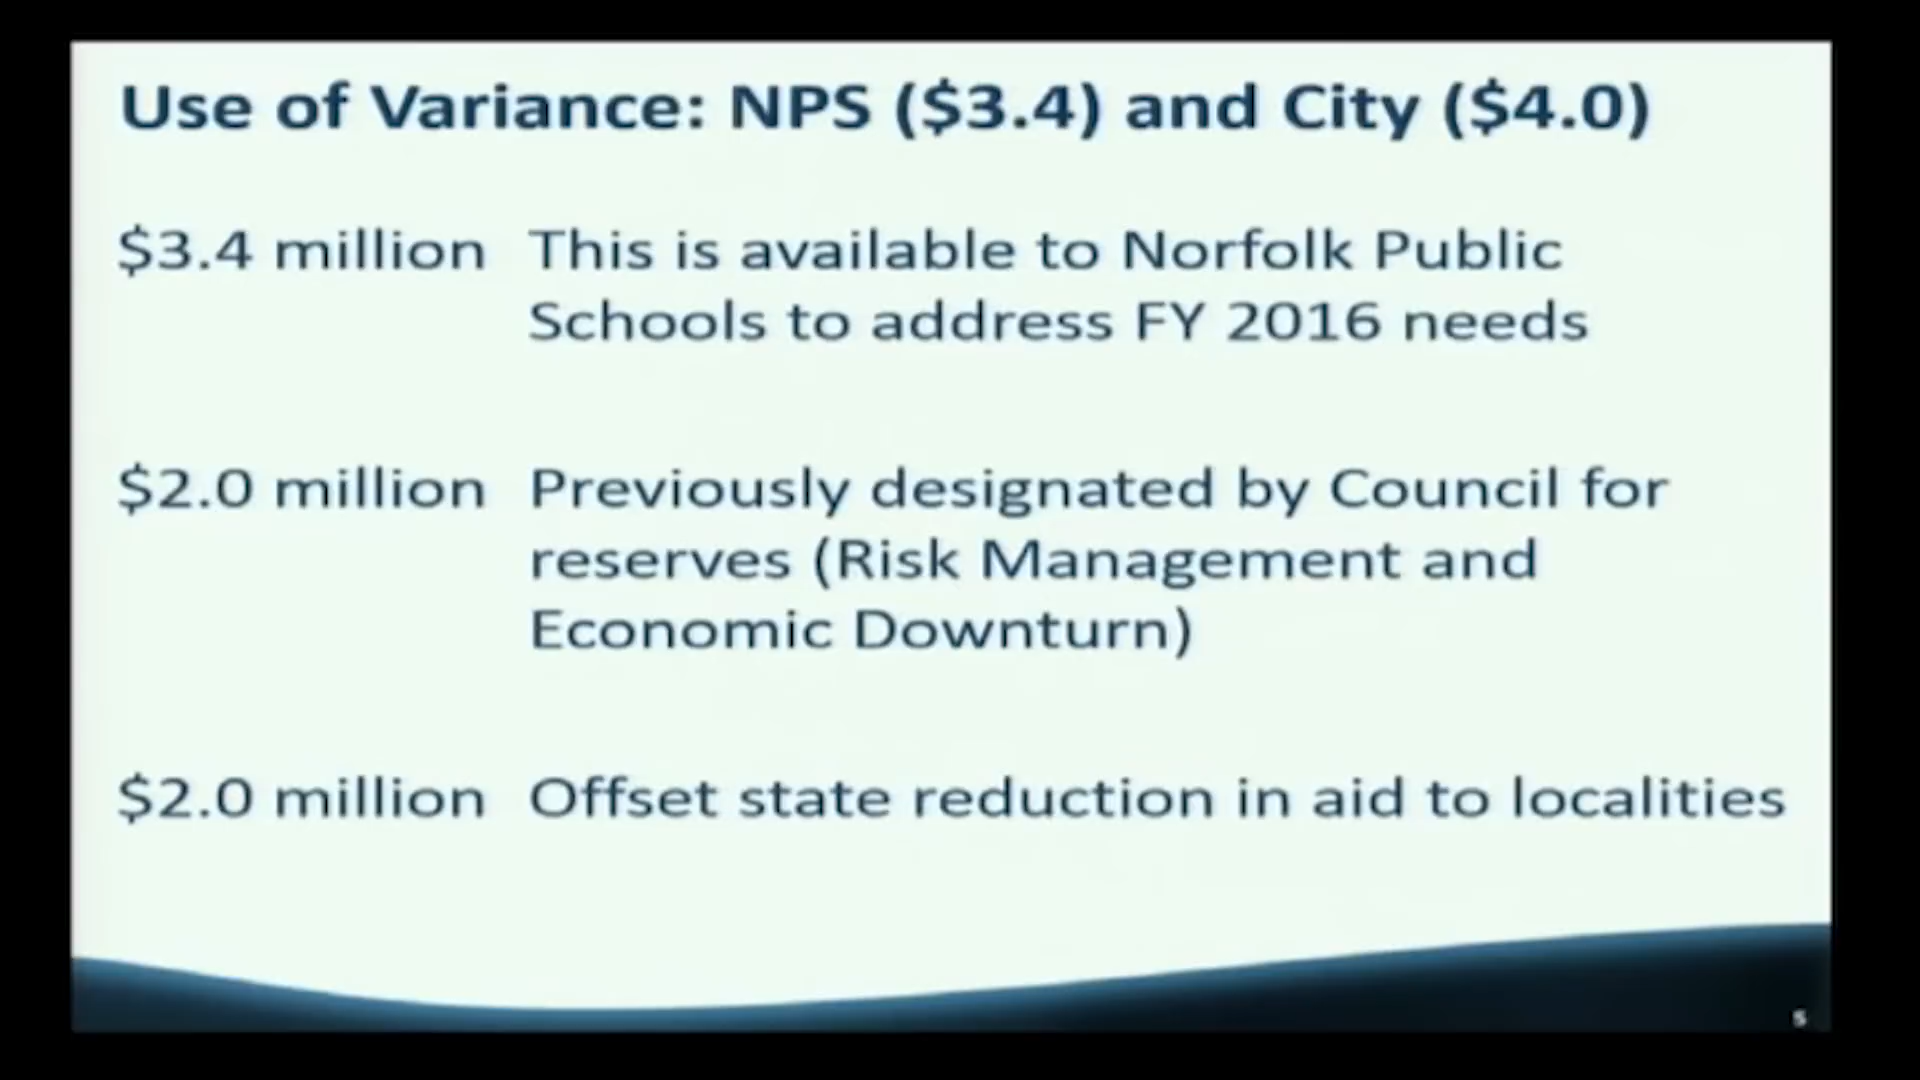 Use of Variance: NPS ($3.4) and City ($4.0)
$3.4 million This is available to Norfolk Public
Schools to address FY 2016 needs
$2.0 million Previously designated by Council for
reserves (Risk Management and
Economic Downturn)
$2.0 million Offset state reduction in aid to localities
5